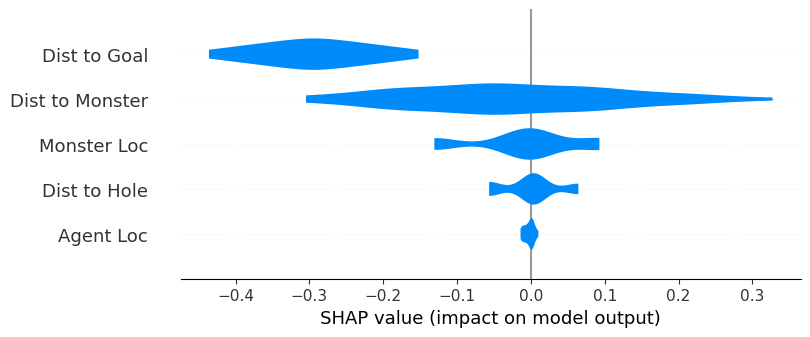 Dist to Goal
Dist to Monster
Monster Loc
Dist to Hole
Agent Loc
−0.4 −0.3 −0.2 −0.1 0.0 0.1 0.2 0.3
SHAP value (impact on model output)